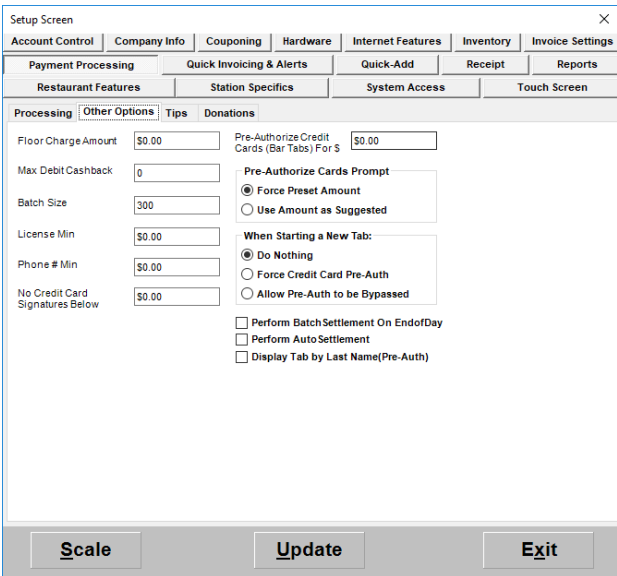 Setup Screen
Account Control Company Info Couponing Hardware Internet Features Inventory Invoice Settings
Payment Processing Quick Invoicing & Alerts Quick-Add Receipt Reports
Restaurant Features Station Specifics System Access Touch Screen
Processing Other Options Tips Donations
Floor Charge Amount $0.00
Max Debit Cashback 0
Batch Size 300
License Min $0.00
Phone # Min $0.00
No Credit Card
Signatures Below $0.00
Pre-Authorize Credit
Cards (Bar Tabs) For $ $0.00
Pre-Authorize Cards Prompt
Force Preset Amount
Use Amount as Suggested
When Starting a New Tab:
Do Nothing
Force Credit Card Pre-Auth
Allow Pre-Auth to be Bypassed
Perform Batch Settlement On EndofDay
Perform Auto Settlement
Display Tab by Last Name(Pre-Auth)
Scale Update Exit